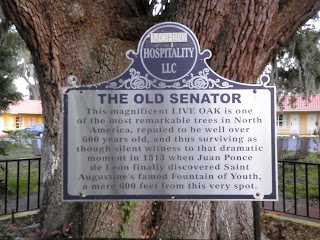 MOHINI
HOSPITALITY
LLC
THE OLD SENATOR
This magnificent LIVE OAK is one
of the most remarkable trees in North
America, reputed to be well over
600 years old, and thus surviving as
though silent witness to that dramatic
moment in 1513 when Juan Ponce
de Leon finally discovered Saint
Augustine's famed Fountain of Youth,
a mere 600 feet from this very spot.